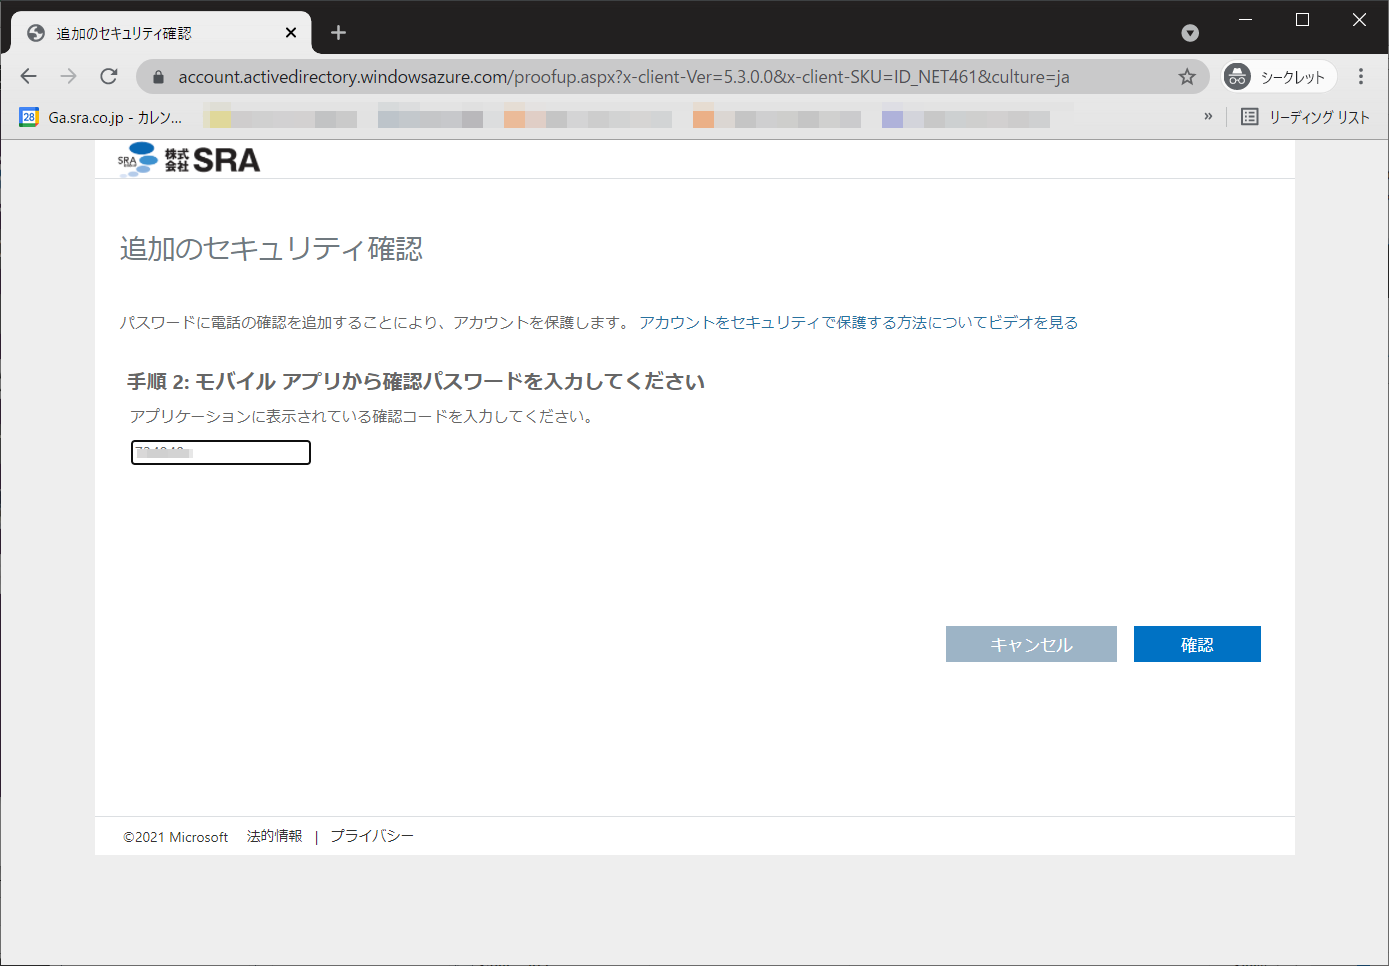 追加のセキュリティ確認
account.activedirectory.windowsazure.com/proofup.aspx?x-client-Ver=5.3.0.0&x-client-SKU=ID_NET461&culture=ja
シークレット
28 Ga.sra.co.jp - カレン...
» リーディング リスト
SRA 株式会社 SRA
追加のセキュリティ確認
パスワードに電話の確認を追加することにより、アカウントを保護します。 アカウントをセキュリティで保護する方法についてビデオを見る
手順 2: モバイル アプリから確認パスワードを入力してください
アプリケーションに表示されている確認コードを入力してください。
キャンセル 確認
©2021 Microsoft 法的情報 | プライバシー